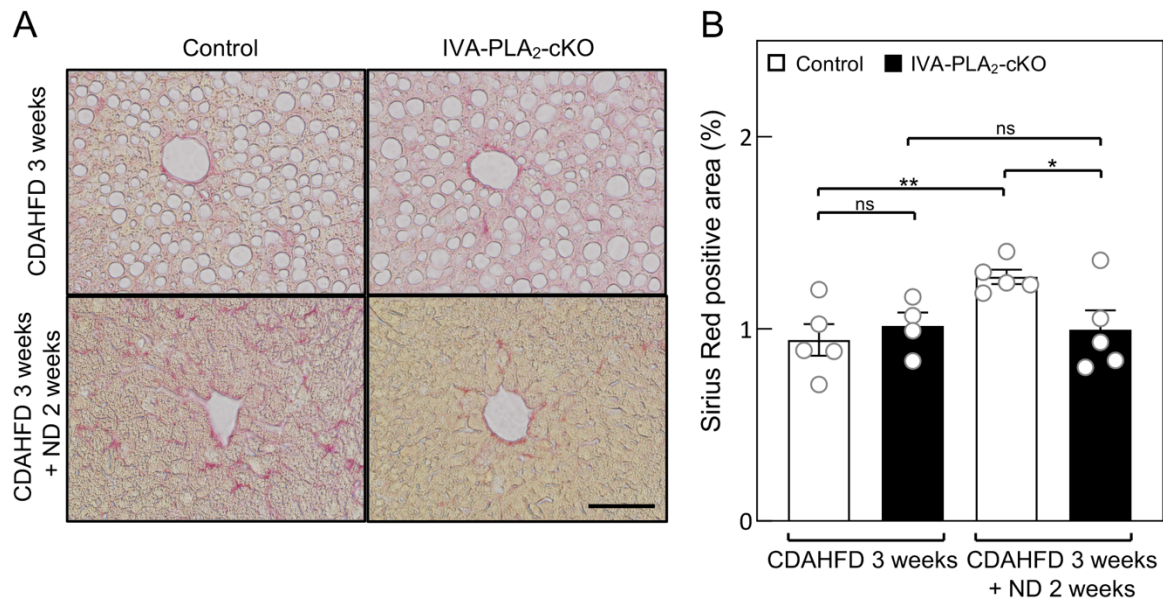 A
Control
IVA-PLA₂-cKO
CDAHFD 3 weeks
CDAHFD 3 weeks
+ ND 2 weeks
B
Control
IVA-PLA₂-cKO
Sirius Red positive area (%)
2
1
0
ns
*
**
ns
CDAHFD 3 weeks
CDAHFD 3 weeks
+ ND 2 weeks